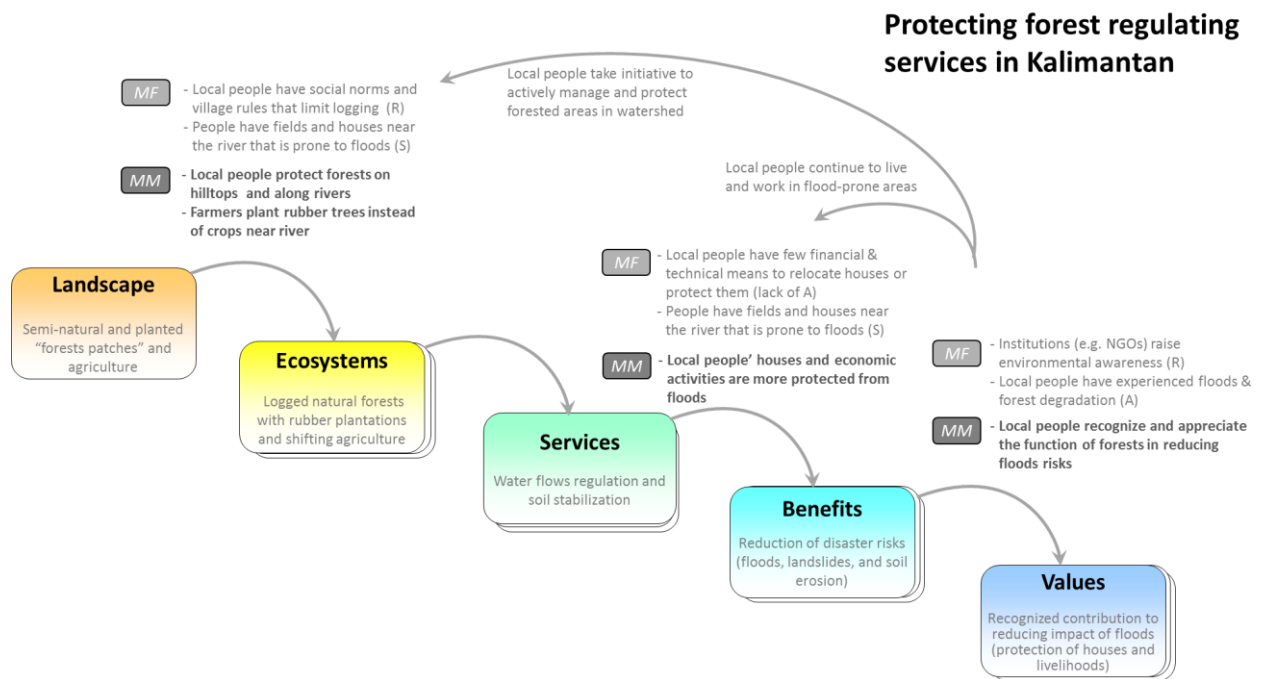 Protecting forest regulating
services in Kalimantan
Local people take initiative to
actively manage and protect
forested areas in watershed
MF
- Local people have social norms and
village rules that limit logging (R)
- People have fields and houses near
the river that is prone to floods (S)
MM
- Local people protect forests on
hilltops and along rivers
- Farmers plant rubber trees instead
of crops near river
Local people continue to live
and work in flood-prone areas
MF
- Local people have few financial &
technical means to relocate houses or
protect them (lack of A)
- People have fields and houses near
the river that is prone to floods (S)
MM
- Local people’ houses and economic
activities are more protected from
floods
MF
- Institutions (e.g. NGOs) raise
environmental awareness (R)
- Local people have experienced floods &
forest degradation (A)
MM
- Local people recognize and appreciate
the function of forests in reducing
floods risks
Landscape
Semi-natural and planted
“forests patches” and
agriculture
Ecosystems
Logged natural forests
with rubber plantations
and shifting agriculture
Services
Water flows regulation and
soil stabilization
Benefits
Reduction of disaster risks
(floods, landslides, and soil
erosion)
Values
Recognized contribution to
reducing impact of floods
(protection of houses and
livelihoods)